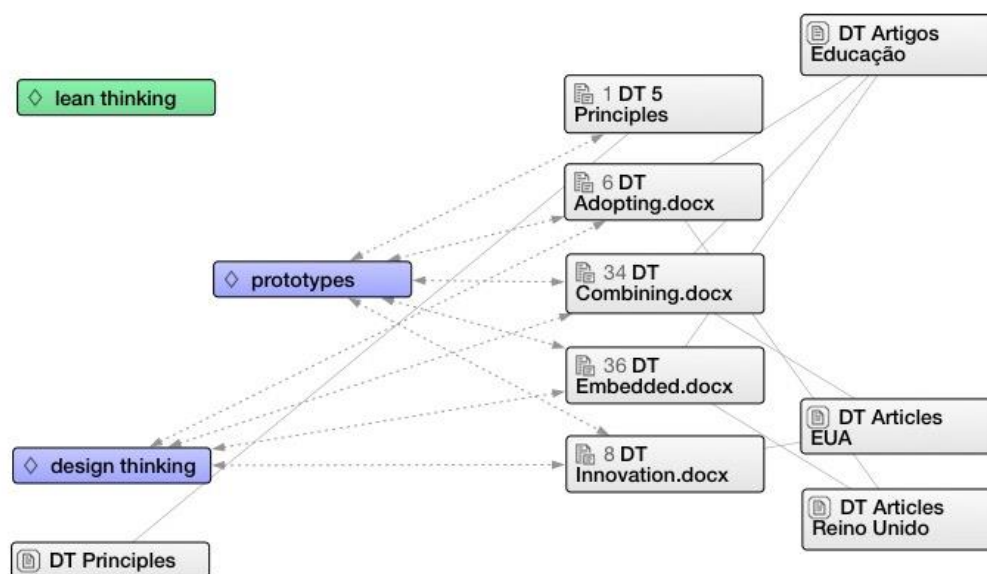 DT Artigos
Educação
lean thinking
1 DT 5
Principles
6 DT
Adopting.docx
prototypes
34 DT
Combining.docx
36 DT
Embedded.docx
DT Articles
EUA
design thinking
8 DT
Innovation.docx
DT Articles
Reino Unido
DT Principles